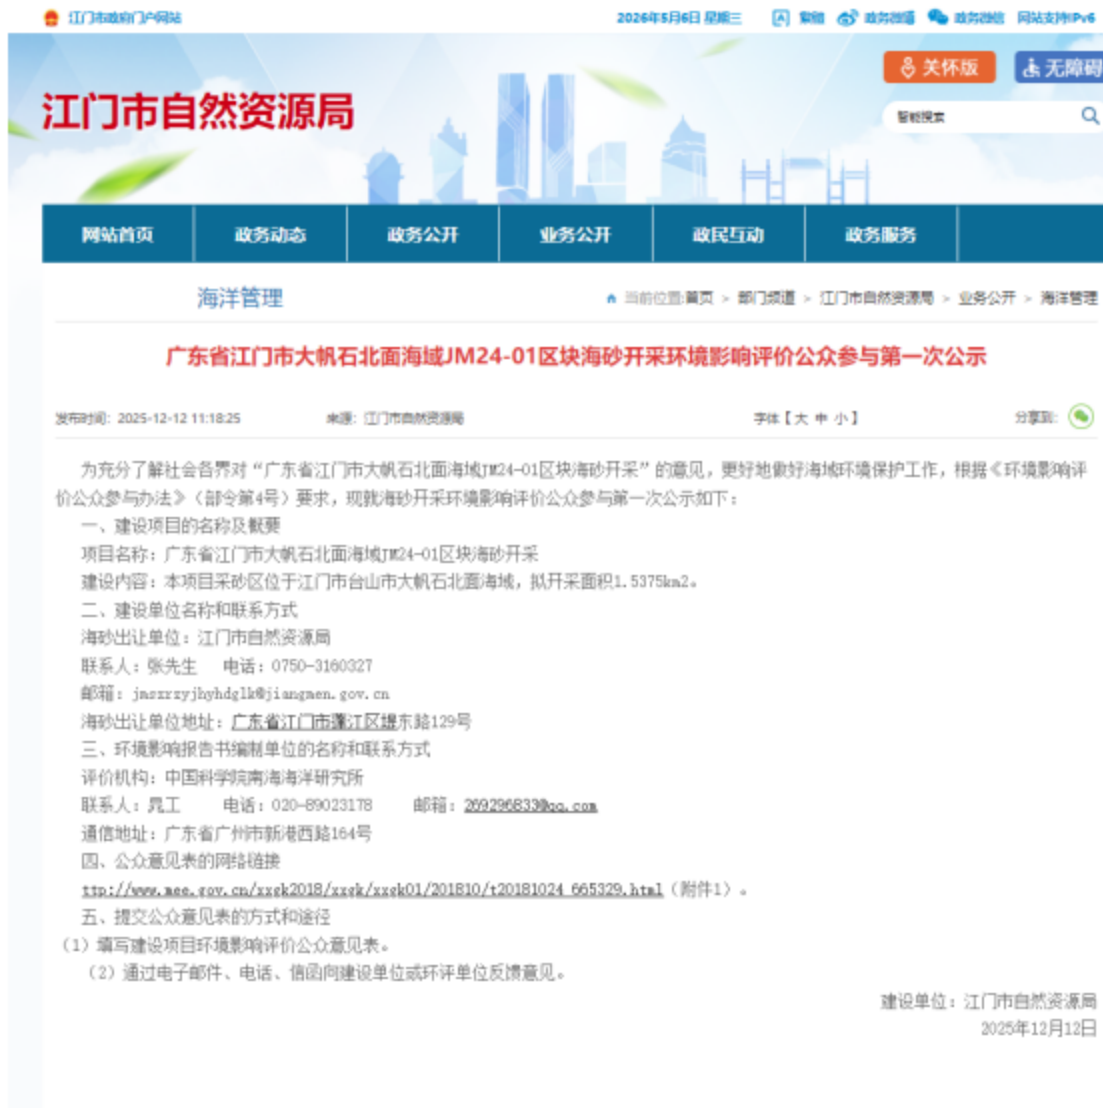 江门市政府门户网站
2026年5月6日 星期三 繁體 政务微博 政务微信 网站支持IPv6
关怀版 无障碍
江门市自然资源局
智能搜索
网站首页 政务动态 政务公开 业务公开 政民互动 政务服务
海洋管理
当前位置:首页 > 部门频道 > 江门市自然资源局 > 业务公开 > 海洋管理
广东省江门市大帆石北面海域JM24-01区块海砂开采环境影响评价公众参与第一次公示
发布时间: 2025-12-12 11:18:25 来源: 江门市自然资源局 字体【大 中 小】 分享到:
为充分了解社会各界对“广东省江门市大帆石北面海域JM24-01区块海砂开采”的意见，更好地做好海域环境保护工作，根据《环境影响评
价公众参与办法》（部令第4号）要求，现就海砂开采环境影响评价公众参与第一次公示如下：
一、建设项目的名称及概要
项目名称：广东省江门市大帆石北面海域JM24-01区块海砂开采
建设内容：本项目采砂区位于江门市台山市大帆石北面海域，拟开采面积1.5375km2。
二、建设单位名称和联系方式
海砂出让单位：江门市自然资源局
联系人：张先生 电话：0750-3160327
邮箱：jmszrzyjhyhdglk@jiangmen.gov.cn
海砂出让单位地址：广东省江门市蓬江区堤东路129号
三、环境影响报告书编制单位的名称和联系方式
评价机构：中国科学院南海海洋研究所
联系人：晁工 电话：020-89023178 邮箱：269296833@qq.com
通信地址：广东省广州市新港西路164号
四、公众意见表的网络链接
ttp://www.mee.gov.cn/xxgk2018/xxgk/xxgk01/201810/t20181024_665329.html（附件1）。
五、提交公众意见表的方式和途径
（1）填写建设项目环境影响评价公众意见表。
（2）通过电子邮件、电话、信函向建设单位或环评单位反馈意见。
建设单位：江门市自然资源局
2025年12月12日